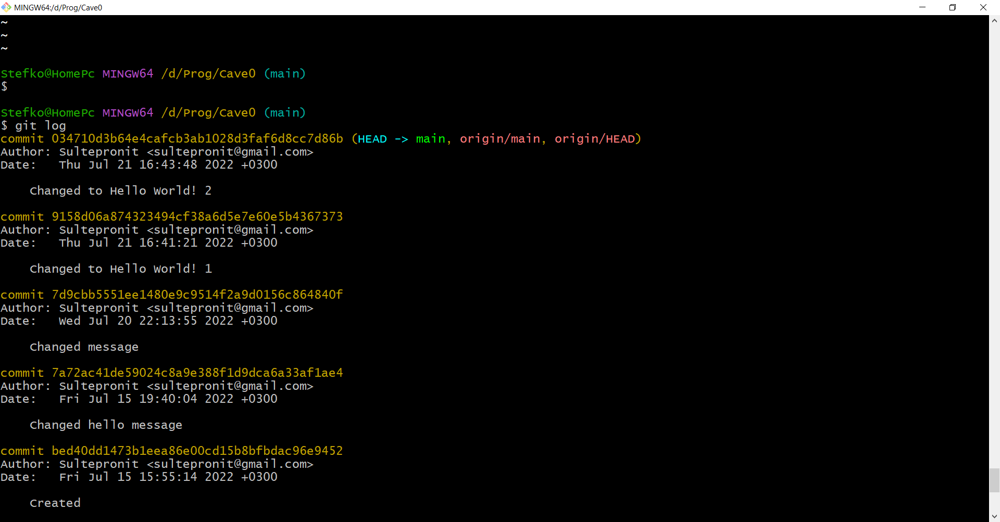 MINGW64:/d/Prog/Cave0
~
~
~
Stefko@HomePc MINGW64 /d/Prog/Cave0 (main)
$
Stefko@HomePc MINGW64 /d/Prog/Cave0 (main)
$ git log
commit 034710d3b64e4cafcb3ab1028d3faf6d8cc7d86b (HEAD -> main, origin/main, origin/HEAD)
Author: Sultepronit <sultepronit@gmail.com>
Date:   Thu Jul 21 16:43:48 2022 +0300
    Changed to Hello World! 2
commit 9158d06a874323494cf38a6d5e7e60e5b4367373
Author: Sultepronit <sultepronit@gmail.com>
Date:   Thu Jul 21 16:41:21 2022 +0300
    Changed to Hello World! 1
commit 7d9cbb5551ee1480e9c9514f2a9d0156c864840f
Author: Sultepronit <sultepronit@gmail.com>
Date:   Wed Jul 20 22:13:55 2022 +0300
    Changed message
commit 7a72ac41de59024c8a9e388f1d9dca6a33af1ae4
Author: Sultepronit <sultepronit@gmail.com>
Date:   Fri Jul 15 19:40:04 2022 +0300
    Changed hello message
commit bed40dd1473b1eea86e00cd15b8bfbdac96e9452
Author: Sultepronit <sultepronit@gmail.com>
Date:   Fri Jul 15 15:55:14 2022 +0300
    Created